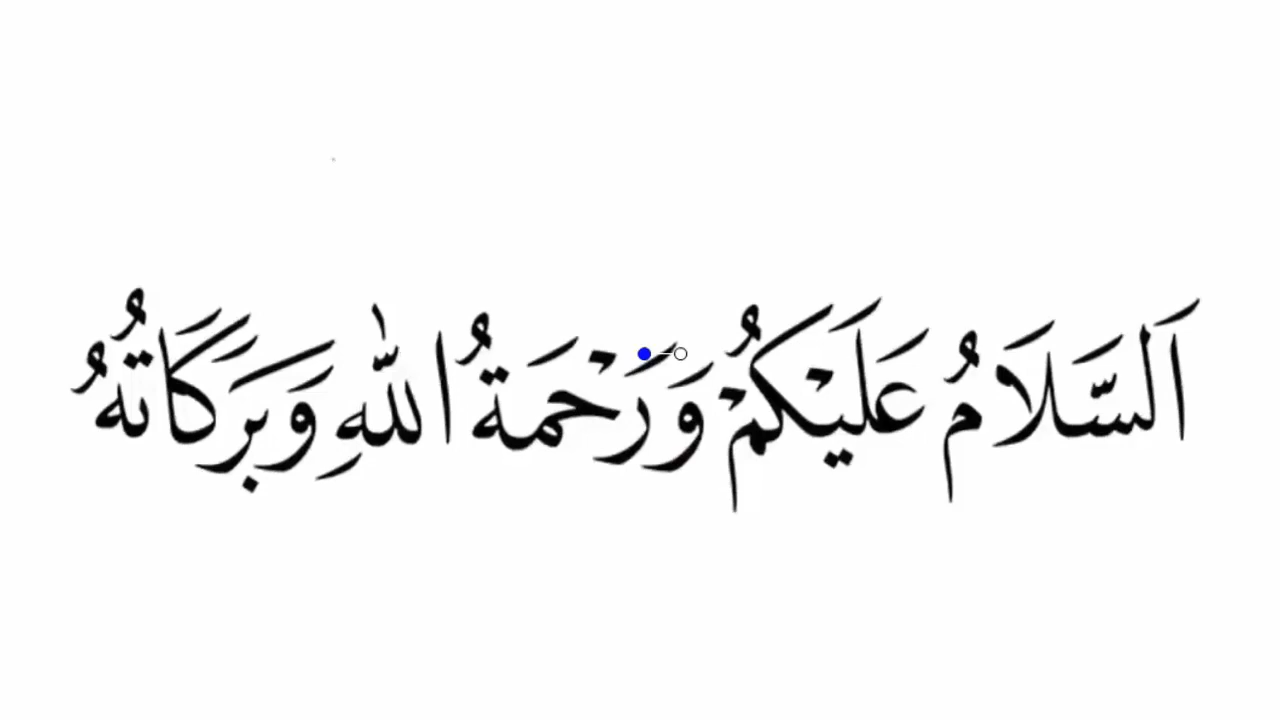 اَلسَّلَامُ عَلَيْكُمْ وَرَحْمَةُ اللّٰهِ وَبَرَكَاتُهُ